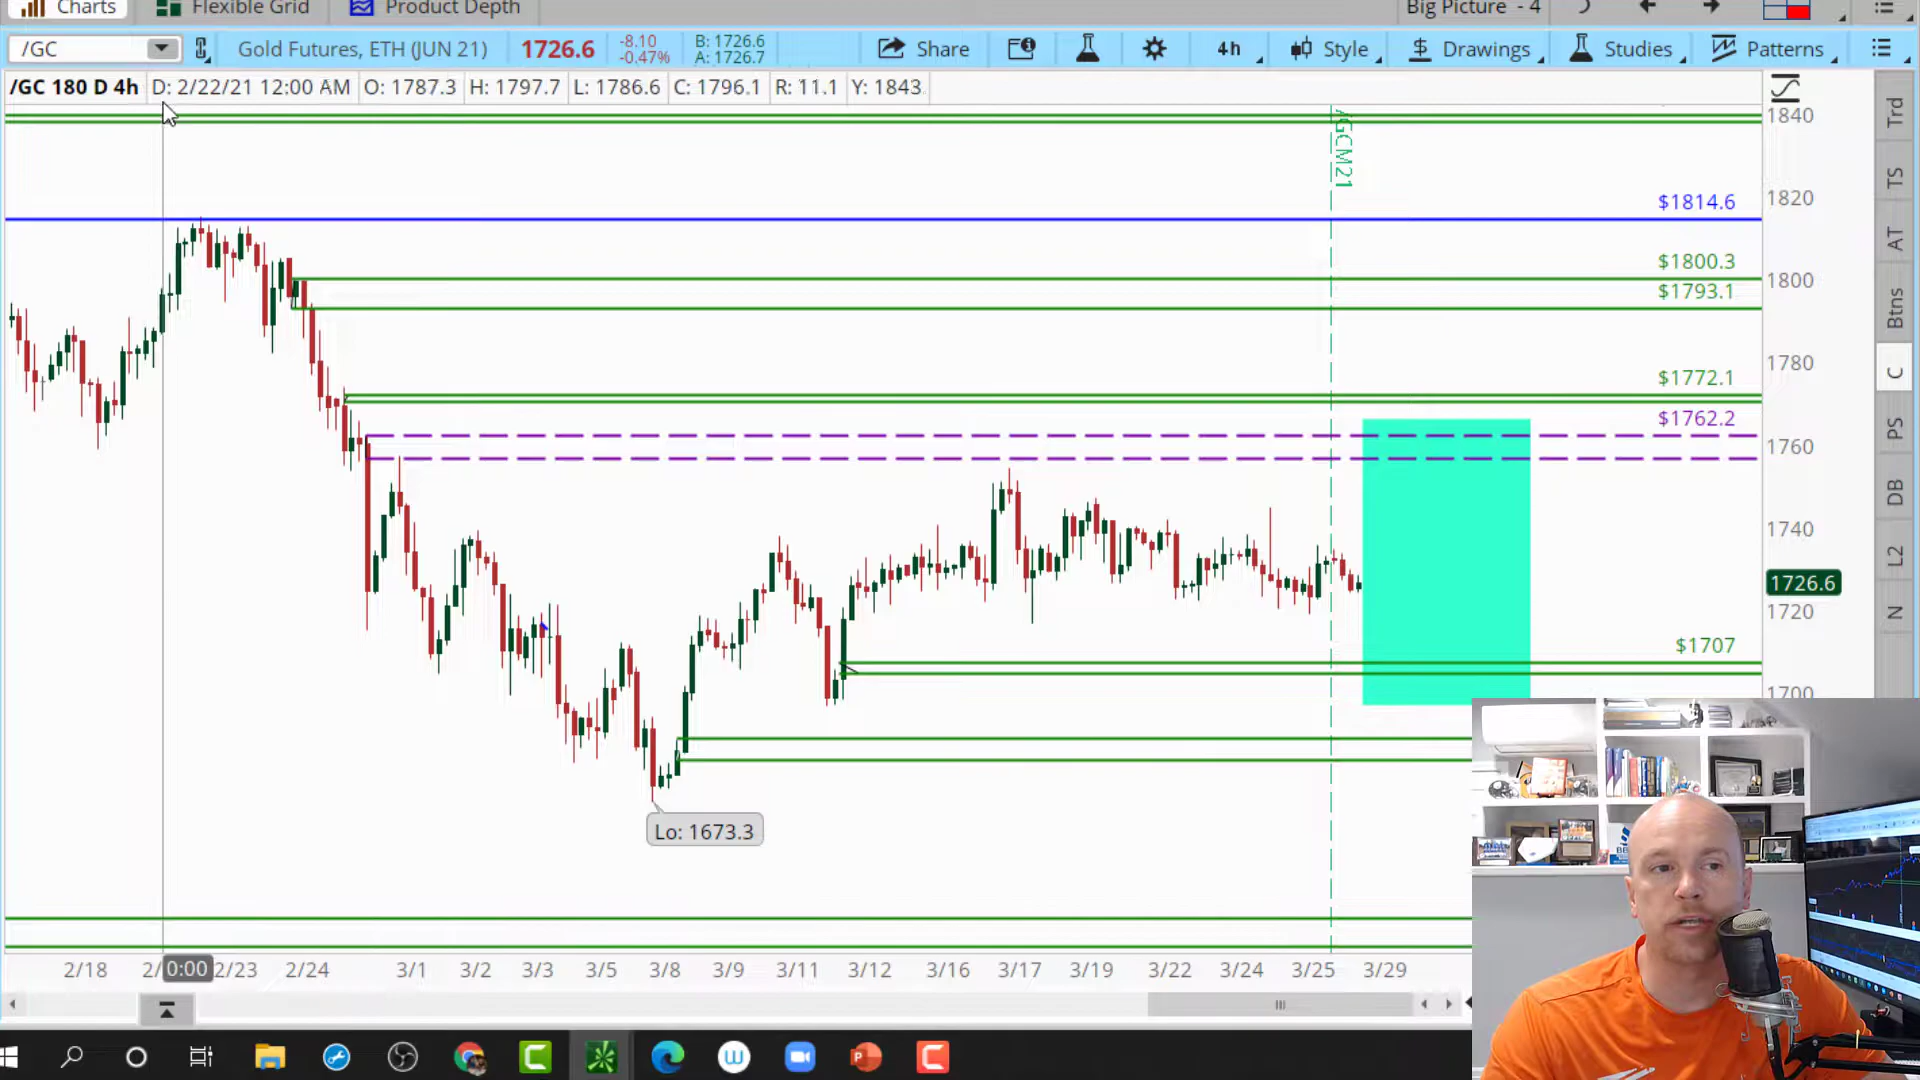 Charts Flexible Grid Product Depth Big Picture - 4
/GC Gold Futures, ETH (JUN 21) 1726.6 -8.10 -0.47% B: 1726.6 A: 1726.7 Share 4h Style Drawings Studies Patterns
/GC 180 D 4h D: 2/22/21 12:00 AM O: 1787.3 H: 1797.7 L: 1786.6 C: 1796.1 R: 11.1 Y: 1843
/GCM21
$1814.6
$1800.3
$1793.1
$1772.1
$1762.2
$1707
Lo: 1673.3
1840
1820
1800
1780
1760
1740
1726.6
1720
1700
Trd
TS
AT
Btns
C
PS
DB
L2
N
2/18 2/ 0:00 2/23 2/24 3/1 3/2 3/3 3/5 3/8 3/9 3/11 3/12 3/16 3/17 3/19 3/22 3/24 3/25 3/29